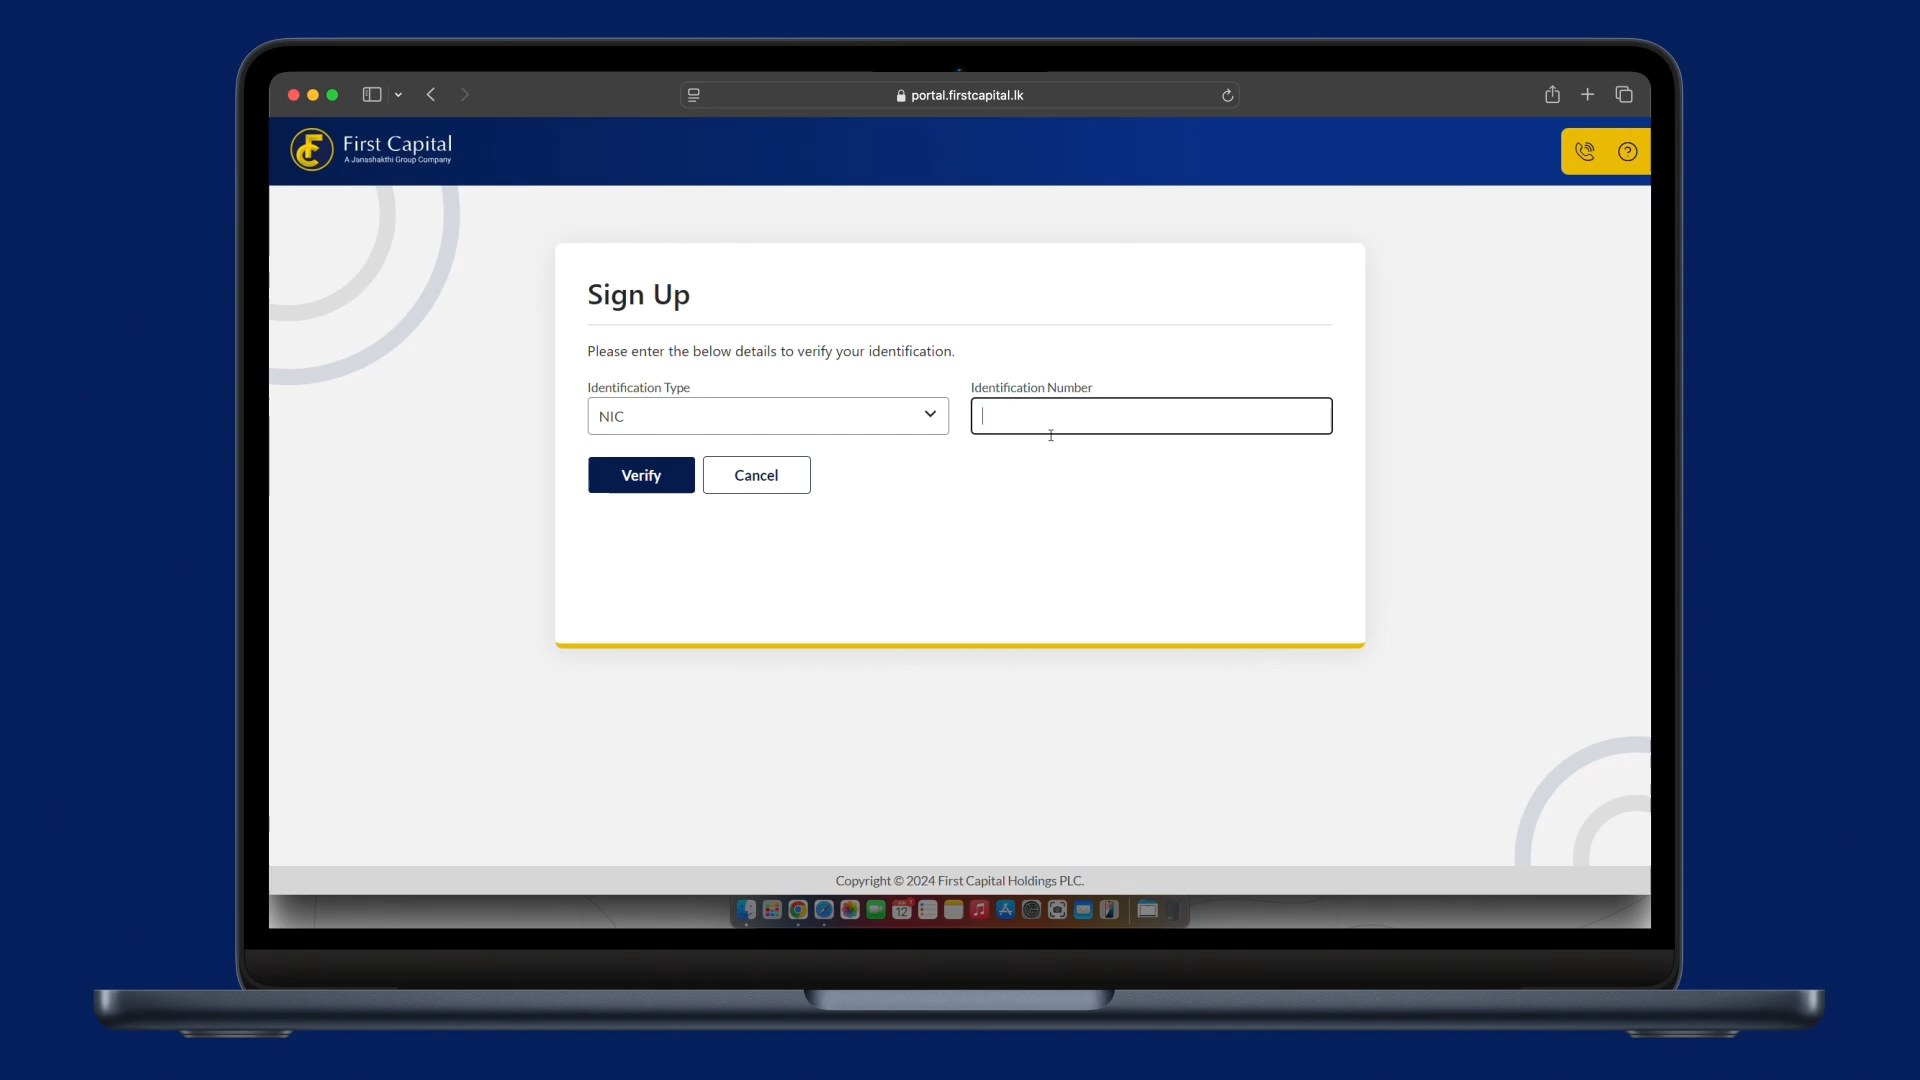 portal.firstcapital.lk
First Capital
A Janashakthi Group Company
Sign Up
Please enter the below details to verify your identification.
Identification Type
Identification Number
NIC
Verify
Cancel
Copyright © 2024 First Capital Holdings PLC.
12